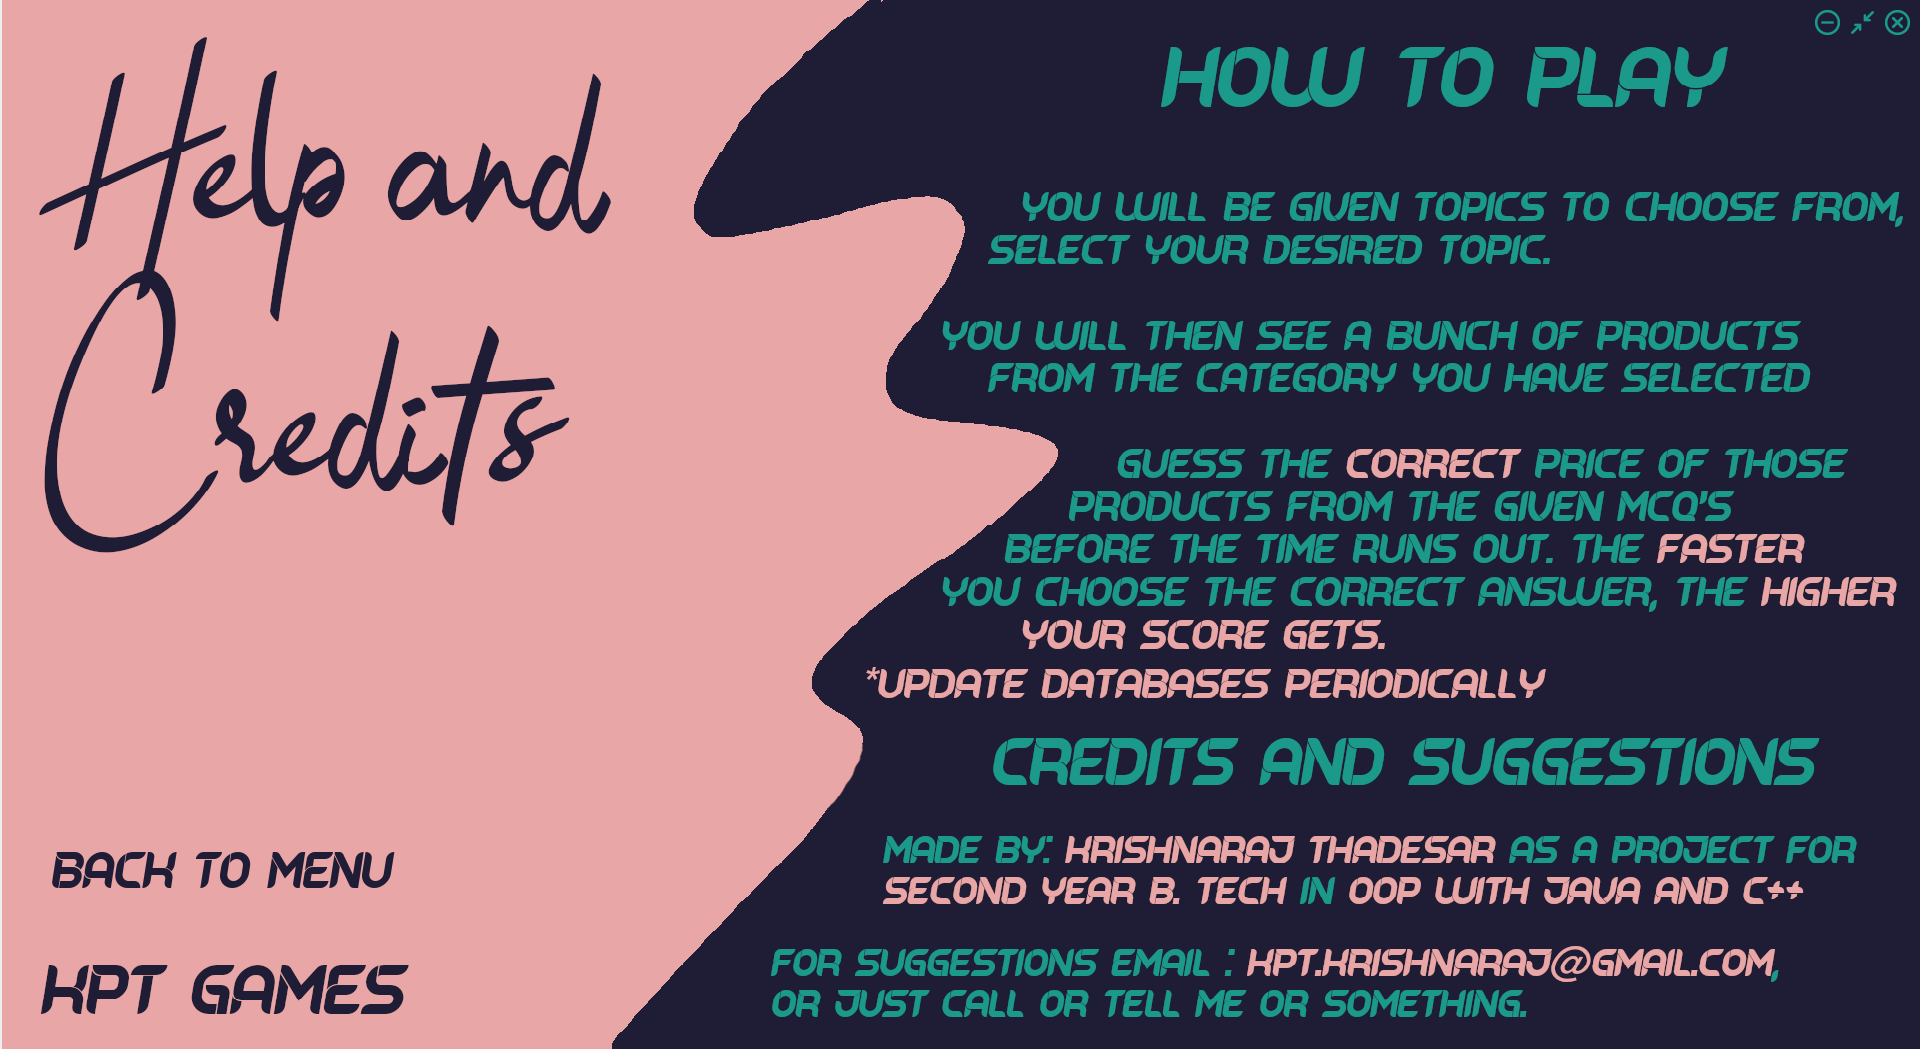 Help and
Credits
BACK TO MENU
KPT GAMES
HOW TO PLAY
YOU WILL BE GIVEN TOPICS TO CHOOSE FROM,
SELECT YOUR DESIRED TOPIC.
YOU WILL THEN SEE A BUNCH OF PRODUCTS
FROM THE CATEGORY YOU HAVE SELECTED
GUESS THE CORRECT PRICE OF THOSE
PRODUCTS FROM THE GIVEN MCQ'S
BEFORE THE TIME RUNS OUT. THE FASTER
YOU CHOOSE THE CORRECT ANSWER, THE HIGHER
YOUR SCORE GETS.
*UPDATE DATABASES PERIODICALLY
CREDITS AND SUGGESTIONS
MADE BY: KRISHNARAJ THADESAR AS A PROJECT FOR
SECOND YEAR B. TECH IN OOP WITH JAVA AND C++
FOR SUGGESTIONS EMAIL : KPT.KRISHNARAJ@GMAIL.COM,
OR JUST CALL OR TELL ME OR SOMETHING.